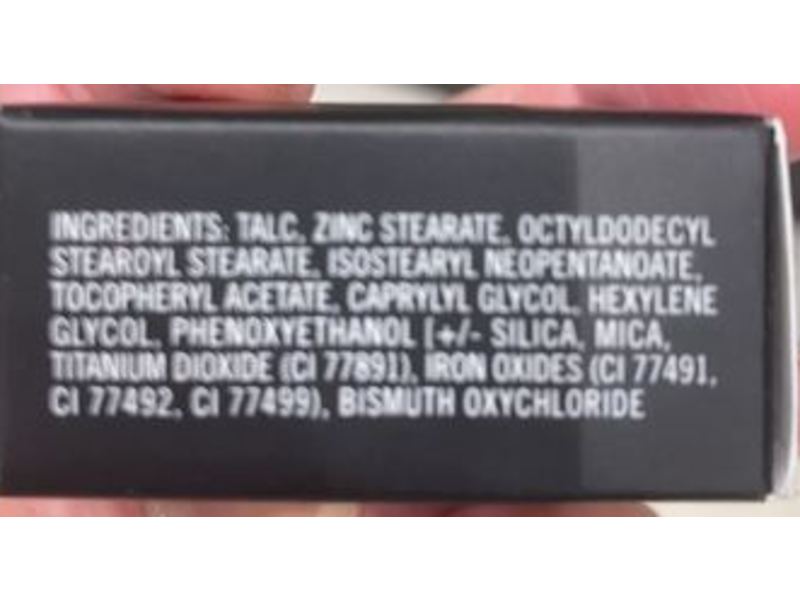 INGREDIENTS: TALC, ZINC STEARATE, OCTYLDODECYL
STEAROYL STEARATE, ISOSTEARYL NEOPENTANOATE,
TOCOPHERYL ACETATE, CAPRYLYL GLYCOL, HEXYLENE
GLYCOL, PHENOXYETHANOL [+/- SILICA, MICA,
TITANIUM DIOXIDE (CI 77891), IRON OXIDES (CI 77491,
CI 77492, CI 77499), BISMUTH OXYCHLORIDE